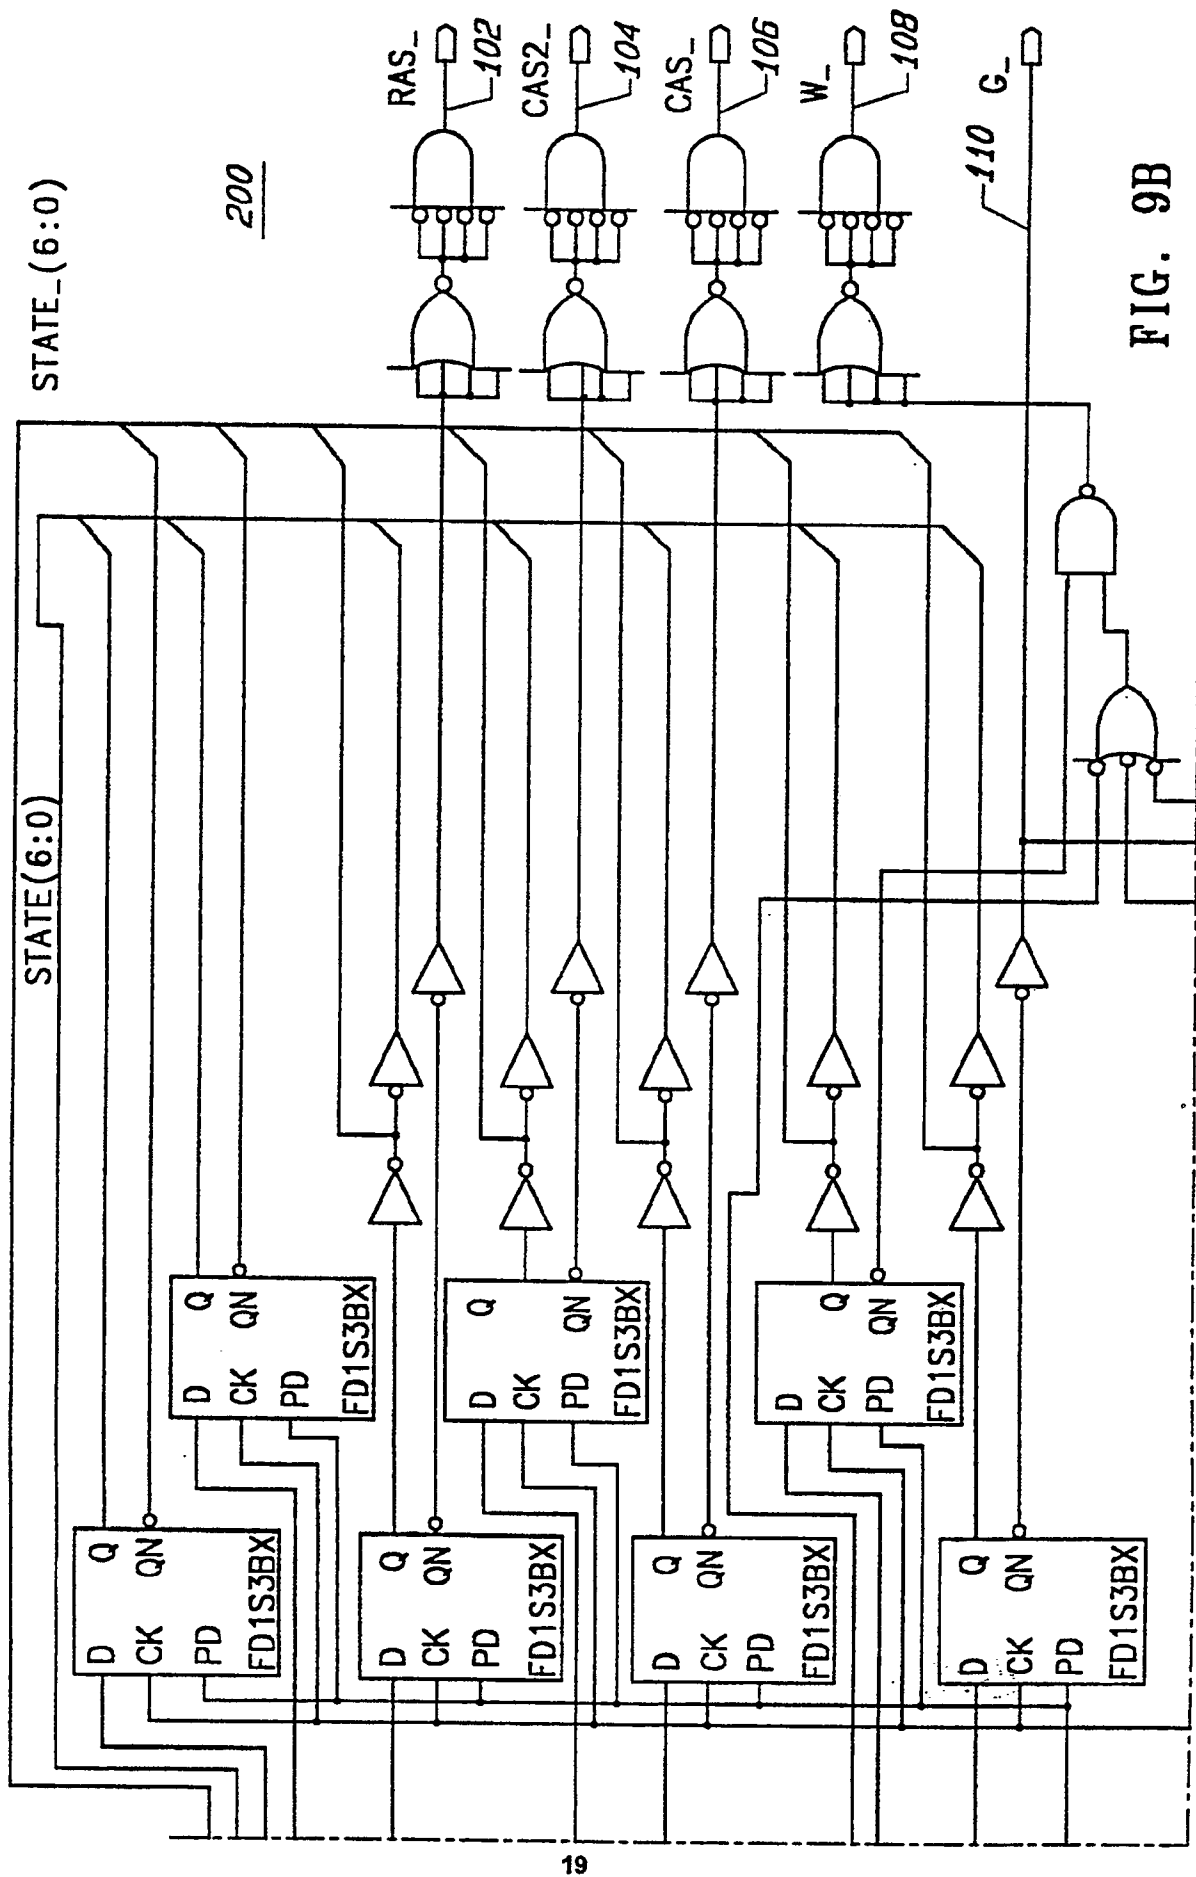 STATE_(6:0)
STATE(6:0)
200
RAS_
102
CAS2_
104
CAS_
106
W_
108
G_
110
D
CK
PD
Q
QN
FD1S3BX
D
CK
PD
Q
QN
FD1S3BX
D
CK
PD
Q
QN
FD1S3BX
D
CK
PD
Q
QN
FD1S3BX
D
CK
PD
Q
QN
FD1S3BX
D
CK
PD
Q
QN
FD1S3BX
D
CK
PD
Q
QN
FD1S3BX
FIG. 9B
19